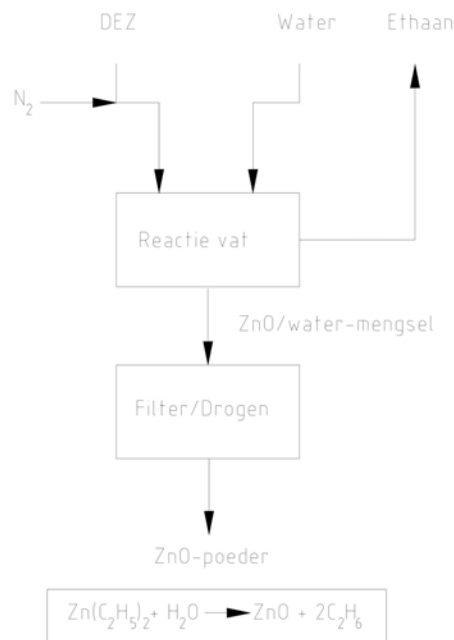 DEZ Water Ethaan
N₂
Reactie vat
ZnO/water-mengsel
Filter/Drogen
ZnO-poeder
Zn(C₂H₅)₂+ H₂O → ZnO + 2C₂H₆